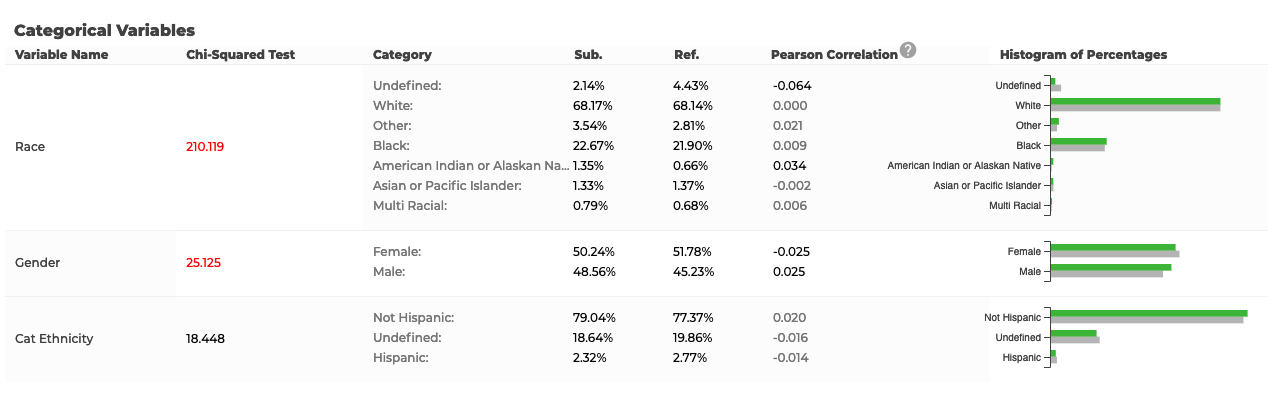 Categorical Variables
Variable Name Chi-Squared Test Category Sub. Ref. Pearson Correlation ? Histogram of Percentages
Undefined: 2.14% 4.43% -0.064 Undefined
White: 68.17% 68.14% 0.000 White
Other: 3.54% 2.81% 0.021 Other
Race 210.119 Black: 22.67% 21.90% 0.009 Black
American Indian or Alaskan Na... 1.35% 0.66% 0.034 American Indian or Alaskan Native
Asian or Pacific Islander: 1.33% 1.37% -0.002 Asian or Pacific Islander
Multi Racial: 0.79% 0.68% 0.006 Multi Racial
Female: 50.24% 51.78% -0.025 Female
Gender 25.125
Male: 48.56% 45.23% 0.025 Male
Not Hispanic: 79.04% 77.37% 0.020 Not Hispanic
Cat Ethnicity 18.448 Undefined: 18.64% 19.86% -0.016 Undefined
Hispanic: 2.32% 2.77% -0.014 Hispanic